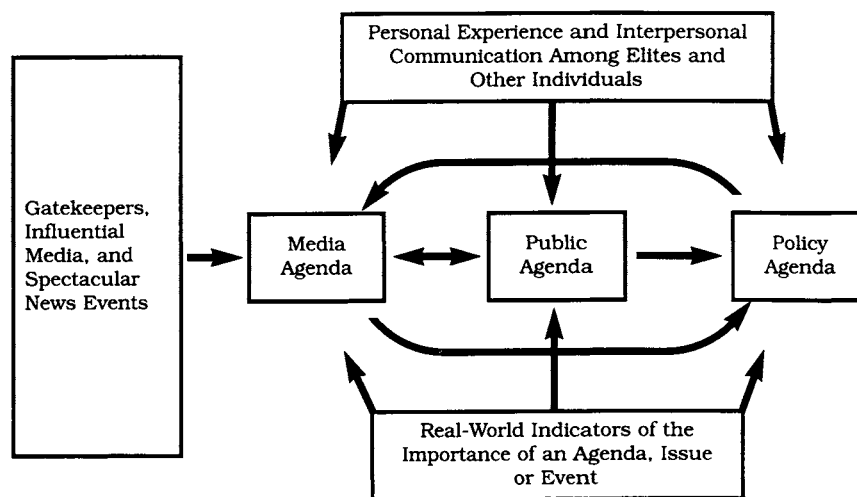 Personal Experience and Interpersonal
Communication Among Elites and
Other Individuals
Gatekeepers,
Influential
Media, and
Spectacular
News Events
Media
Agenda
Public
Agenda
Policy
Agenda
Real-World Indicators of the
Importance of an Agenda, Issue
or Event